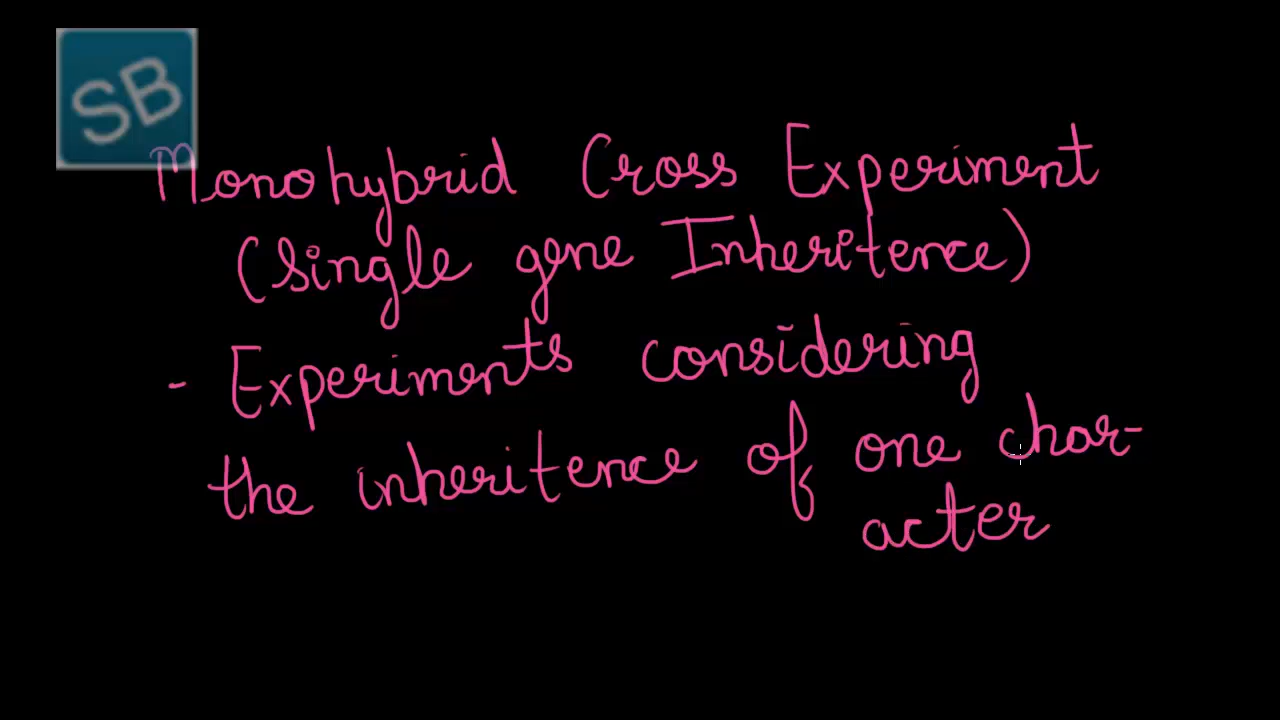 SB
Monohybrid Cross Experiment
(Single gene Inheritence)
- Experiments considering
the inheritence of one char-
acter